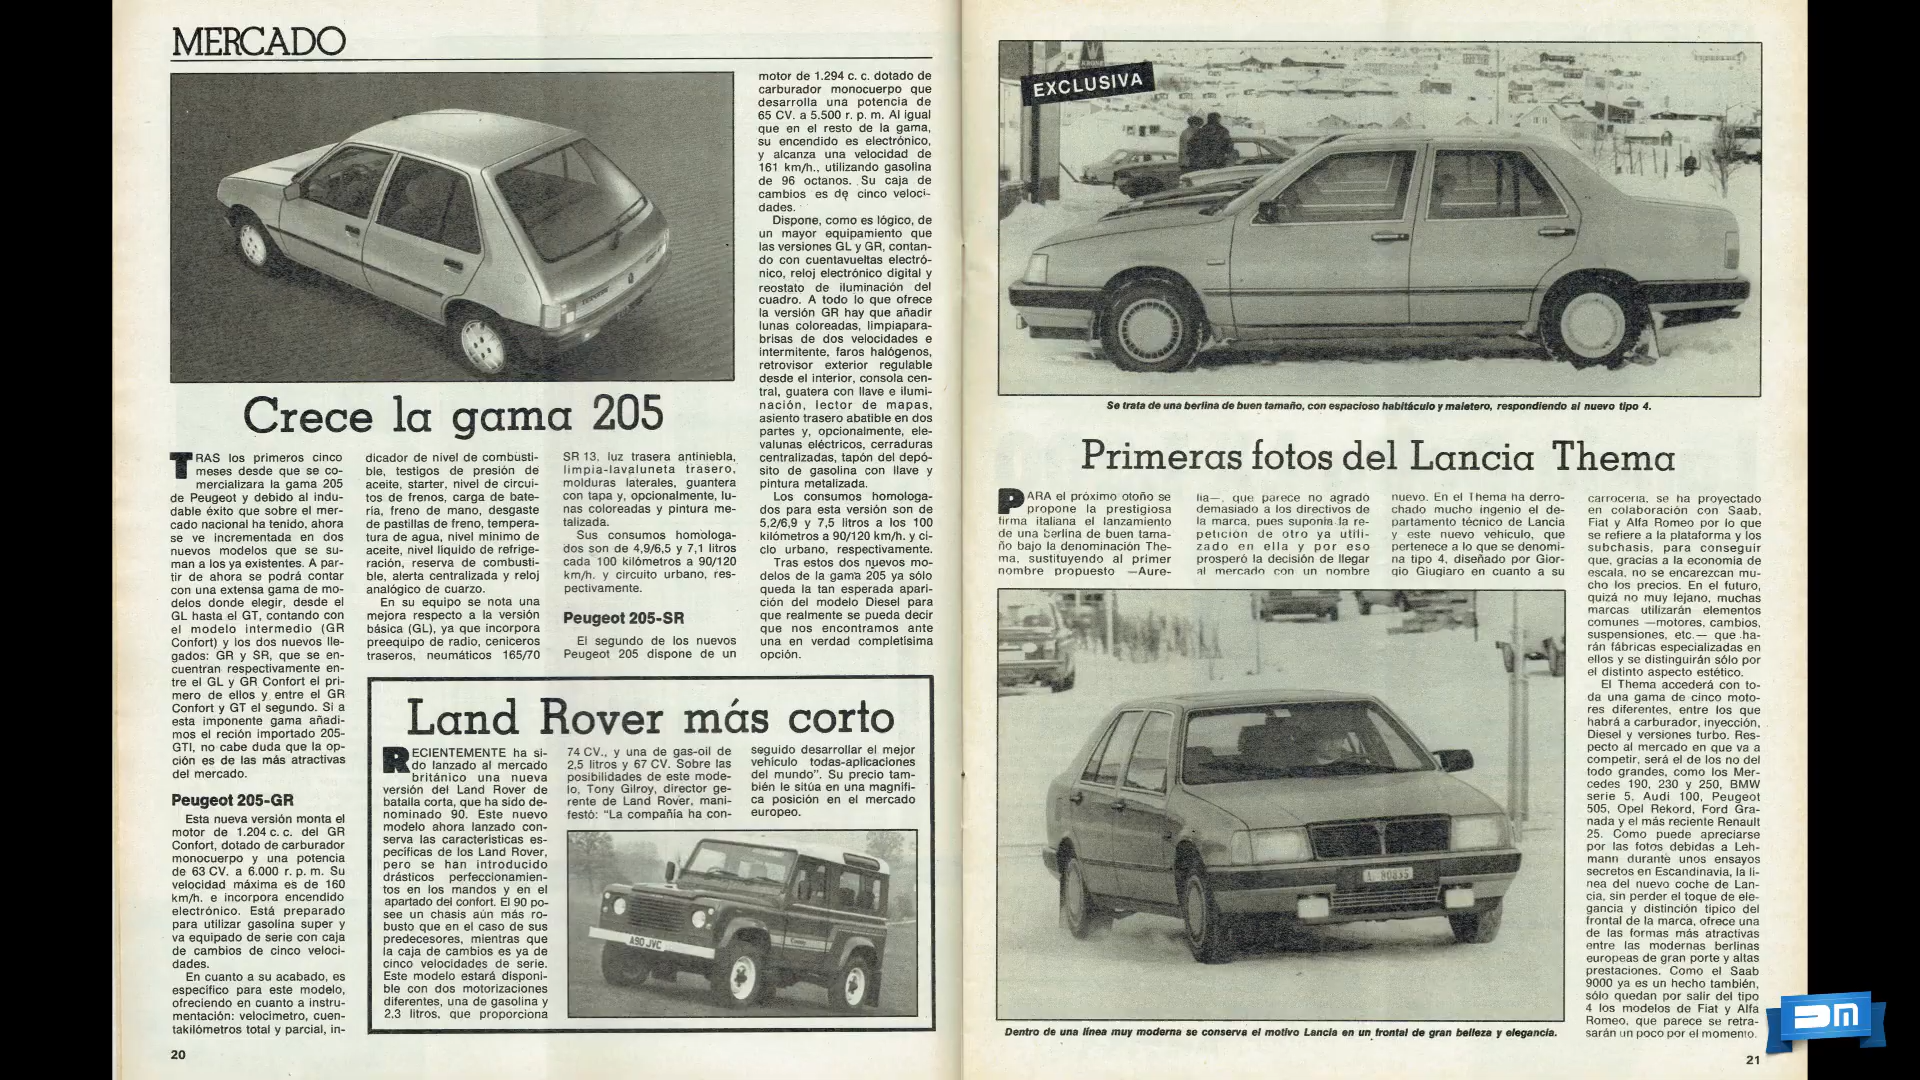 MERCADO
Crece la gama 205
TRAS los primeros cinco
meses desde que se co-
mercializara la gama 205
de Peugeot y debido al indu-
dable éxito que sobre el mer-
cado nacional ha tenido, ahora
se ve incrementada en dos
nuevos modelos que se su-
man a los ya existentes. A par-
tir de ahora se podrá contar
con una extensa gama de mo-
delos donde elegir, desde el
GL hasta el GT, contando con
el modelo intermedio (GR
Confort) y los dos nuevos lle-
gados: GR y SR, que se en-
cuentran respectivamente en-
tre el GL y GR Confort el pri-
mero de ellos y entre el GR
Confort y GT el segundo. Si a
esta imponente gama añadi-
mos el reción importado 205-
GTI, no cabe duda que la op-
ción es de las más atractivas
del mercado.
Peugeot 205-GR
Esta nueva versión monta el
motor de 1.204 c. c. del GR
Confort, dotado de carburador
monocuerpo y una potencia
de 63 CV. a 6.000 r. p. m. Su
velocidad máxima es de 160
km/h. e incorpora encendido
electrónico. Está preparado
para utilizar gasolina super y
va equipado de serie con caja
de cambios de cinco veloci-
dades.
En cuanto a su acabado, es
específico para este modelo,
ofreciendo en cuanto a instru-
mentación: velocímetro, cuen-
takilómetros total y parcial, in-
dicador de nivel de combusti-
ble, testigos de presión de
aceite, starter, nivel de circui-
tos de frenos, carga de bate-
ría, freno de mano, desgaste
de pastillas de freno, tempera-
tura de agua, nivel mínimo de
aceite, nivel líquido de refrige-
ración, reserva de combusti-
ble, alerta centralizada y reloj
analógico de cuarzo.
En su equipo se nota una
mejora respecto a la versión
básica (GL), ya que incorpora
preequipo de radio, ceniceros
traseros, neumáticos 165/70
SR 13, luz trasera antiniebla,
limpia-lavaluneta trasero,
molduras laterales, guantera
con tapa y, opcionalmente, lu-
nas coloreadas y pintura me-
talizada.
Sus consumos homologa-
dos son de 4,9/6,5 y 7,1 litros
cada 100 kilómetros a 90/120
km/h. y circuito urbano, res-
pectivamente.
Peugeot 205-SR
El segundo de los nuevos
Peugeot 205 dispone de un
motor de 1.294 c. c. dotado de
carburador monocuerpo que
desarrolla una potencia de
65 CV. a 5.500 r. p. m. Al igual
que en el resto de la gama,
su encendido es electrónico,
y alcanza una velocidad de
161 km/h., utilizando gasolina
de 96 octanos. Su caja de
cambios es de cinco veloci-
dades.
Dispone, como es lógico, de
un mayor equipamiento que
las versiones GL y GR, contan-
do con cuentavueltas electró-
nico, reloj electrónico digital y
reostato de iluminación del
cuadro. A todo lo que ofrece
la versión GR hay que añadir
lunas coloreadas, limpiapara-
brisas de dos velocidades e
intermitente, faros halógenos,
retrovisor exterior regulable
desde el interior, consola cen-
tral, guatera con llave e ilumi-
nación, lector de mapas,
asiento trasero abatible en dos
partes y, opcionalmente, ele-
valunas eléctricos, cerraduras
centralizadas, tapón del depó-
sito de gasolina con llave y
pintura metalizada.
Los consumos homologa-
dos para esta versión son de
5,2/6,9 y 7,5 litros a los 100
kilómetros a 90/120 km/h. y ci-
clo urbano, respectivamente.
Tras estos dos nuevos mo-
delos de la gama 205 ya sólo
queda la tan esperada apari-
ción del modelo Diesel para
que realmente se pueda decir
que nos encontramos ante
una en verdad completísima
opción.
Land Rover más corto
RECIENTEMENTE ha si-
do lanzado al mercado
británico una nueva
versión del Land Rover de
batalla corta, que ha sido de-
nominado 90. Este nuevo
modelo ahora lanzado con-
serva las características es-
pecíficas de los Land Rover,
pero se han introducido
drásticos perfeccionamien-
tos en los mandos y en el
apartado del confort. El 90 po-
see un chasis aún más ro-
busto que en el caso de sus
predecesores, mientras que
la caja de cambios es ya de
cinco velocidades de serie.
Este modelo estará disponi-
ble con dos motorizaciones
diferentes, una de gasolina y
2,3 litros, que proporciona
74 CV., y una de gas-oil de
2,5 litros y 67 CV. Sobre las
posibilidades de este mode-
lo, Tony Gilroy, director ge-
rente de Land Rover, mani-
festó: "La compañía ha con-
seguido desarrollar el mejor
vehículo todas-aplicaciones
del mundo". Su precio tam-
bién le sitúa en una magnífi-
ca posición en el mercado
europeo.
A90 JVC
20
EXCLUSIVA
Se trata de una berlina de buen tamaño, con espacioso habitáculo y maletero, respondiendo al nuevo tipo 4.
Primeras fotos del Lancia Thema
PARA el próximo otoño se
propone la prestigiosa
firma italiana el lanzamiento
de una berlina de buen tama-
ño bajo la denominación The-
ma, sustituyendo al primer
nombre propuesto —Aure-
lia—, que parece no agradó
demasiado a los directivos de
la marca, pues suponía la re-
petición de otro ya utili-
zado en ella y por eso
prosperó la decisión de llegar
al mercado con un nombre
nuevo. En el Thema ha derro-
chado mucho ingenio el de-
partamento técnico de Lancia
y este nuevo vehículo, que
pertenece a lo que se denomi-
na tipo 4, diseñado por Gior-
gio Giugiaro en cuanto a su
carrocería, se ha proyectado
en colaboración con Saab,
Fiat y Alfa Romeo por lo que
se refiere a la plataforma y los
subchasis, para conseguir
que, gracias a la economía de
escala, no se encarezcan mu-
cho los precios. En el futuro,
quizá no muy lejano, muchas
marcas utilizarán elementos
comunes —motores, cambios,
suspensiones, etc.— que ha-
rán fábricas especializadas en
ellos y se distinguirán sólo por
el distinto aspecto estético.
El Thema accederá con to-
da una gama de cinco moto-
res diferentes, entre los que
habrá a carburador, inyección,
Diesel y versiones turbo. Res-
pecto al mercado en que va a
competir, será el de los no del
todo grandes, como los Mer-
cedes 190, 230 y 250, BMW
serie 5, Audi 100, Peugeot
505, Opel Rekord, Ford Gra-
nada y el más reciente Renault
25. Como puede apreciarse
por las fotos debidas a Leh-
mann durante unos ensayos
secretos en Escandinavia, la lí-
nea del nuevo coche de Lan-
cia, sin perder el toque de ele-
gancia y distinción típico del
frontal de la marca, ofrece una
de las formas más atractivas
entre las modernas berlinas
europeas de gran porte y altas
prestaciones. Como el Saab
9000 ya es un hecho también,
sólo quedan por salir del tipo
4 los modelos de Fiat y Alfa
Romeo, que parece se retra-
sarán un poco por el momento.
Dentro de una línea muy moderna se conserva el motivo Lancia en un frontal de gran belleza y elegancia.
21